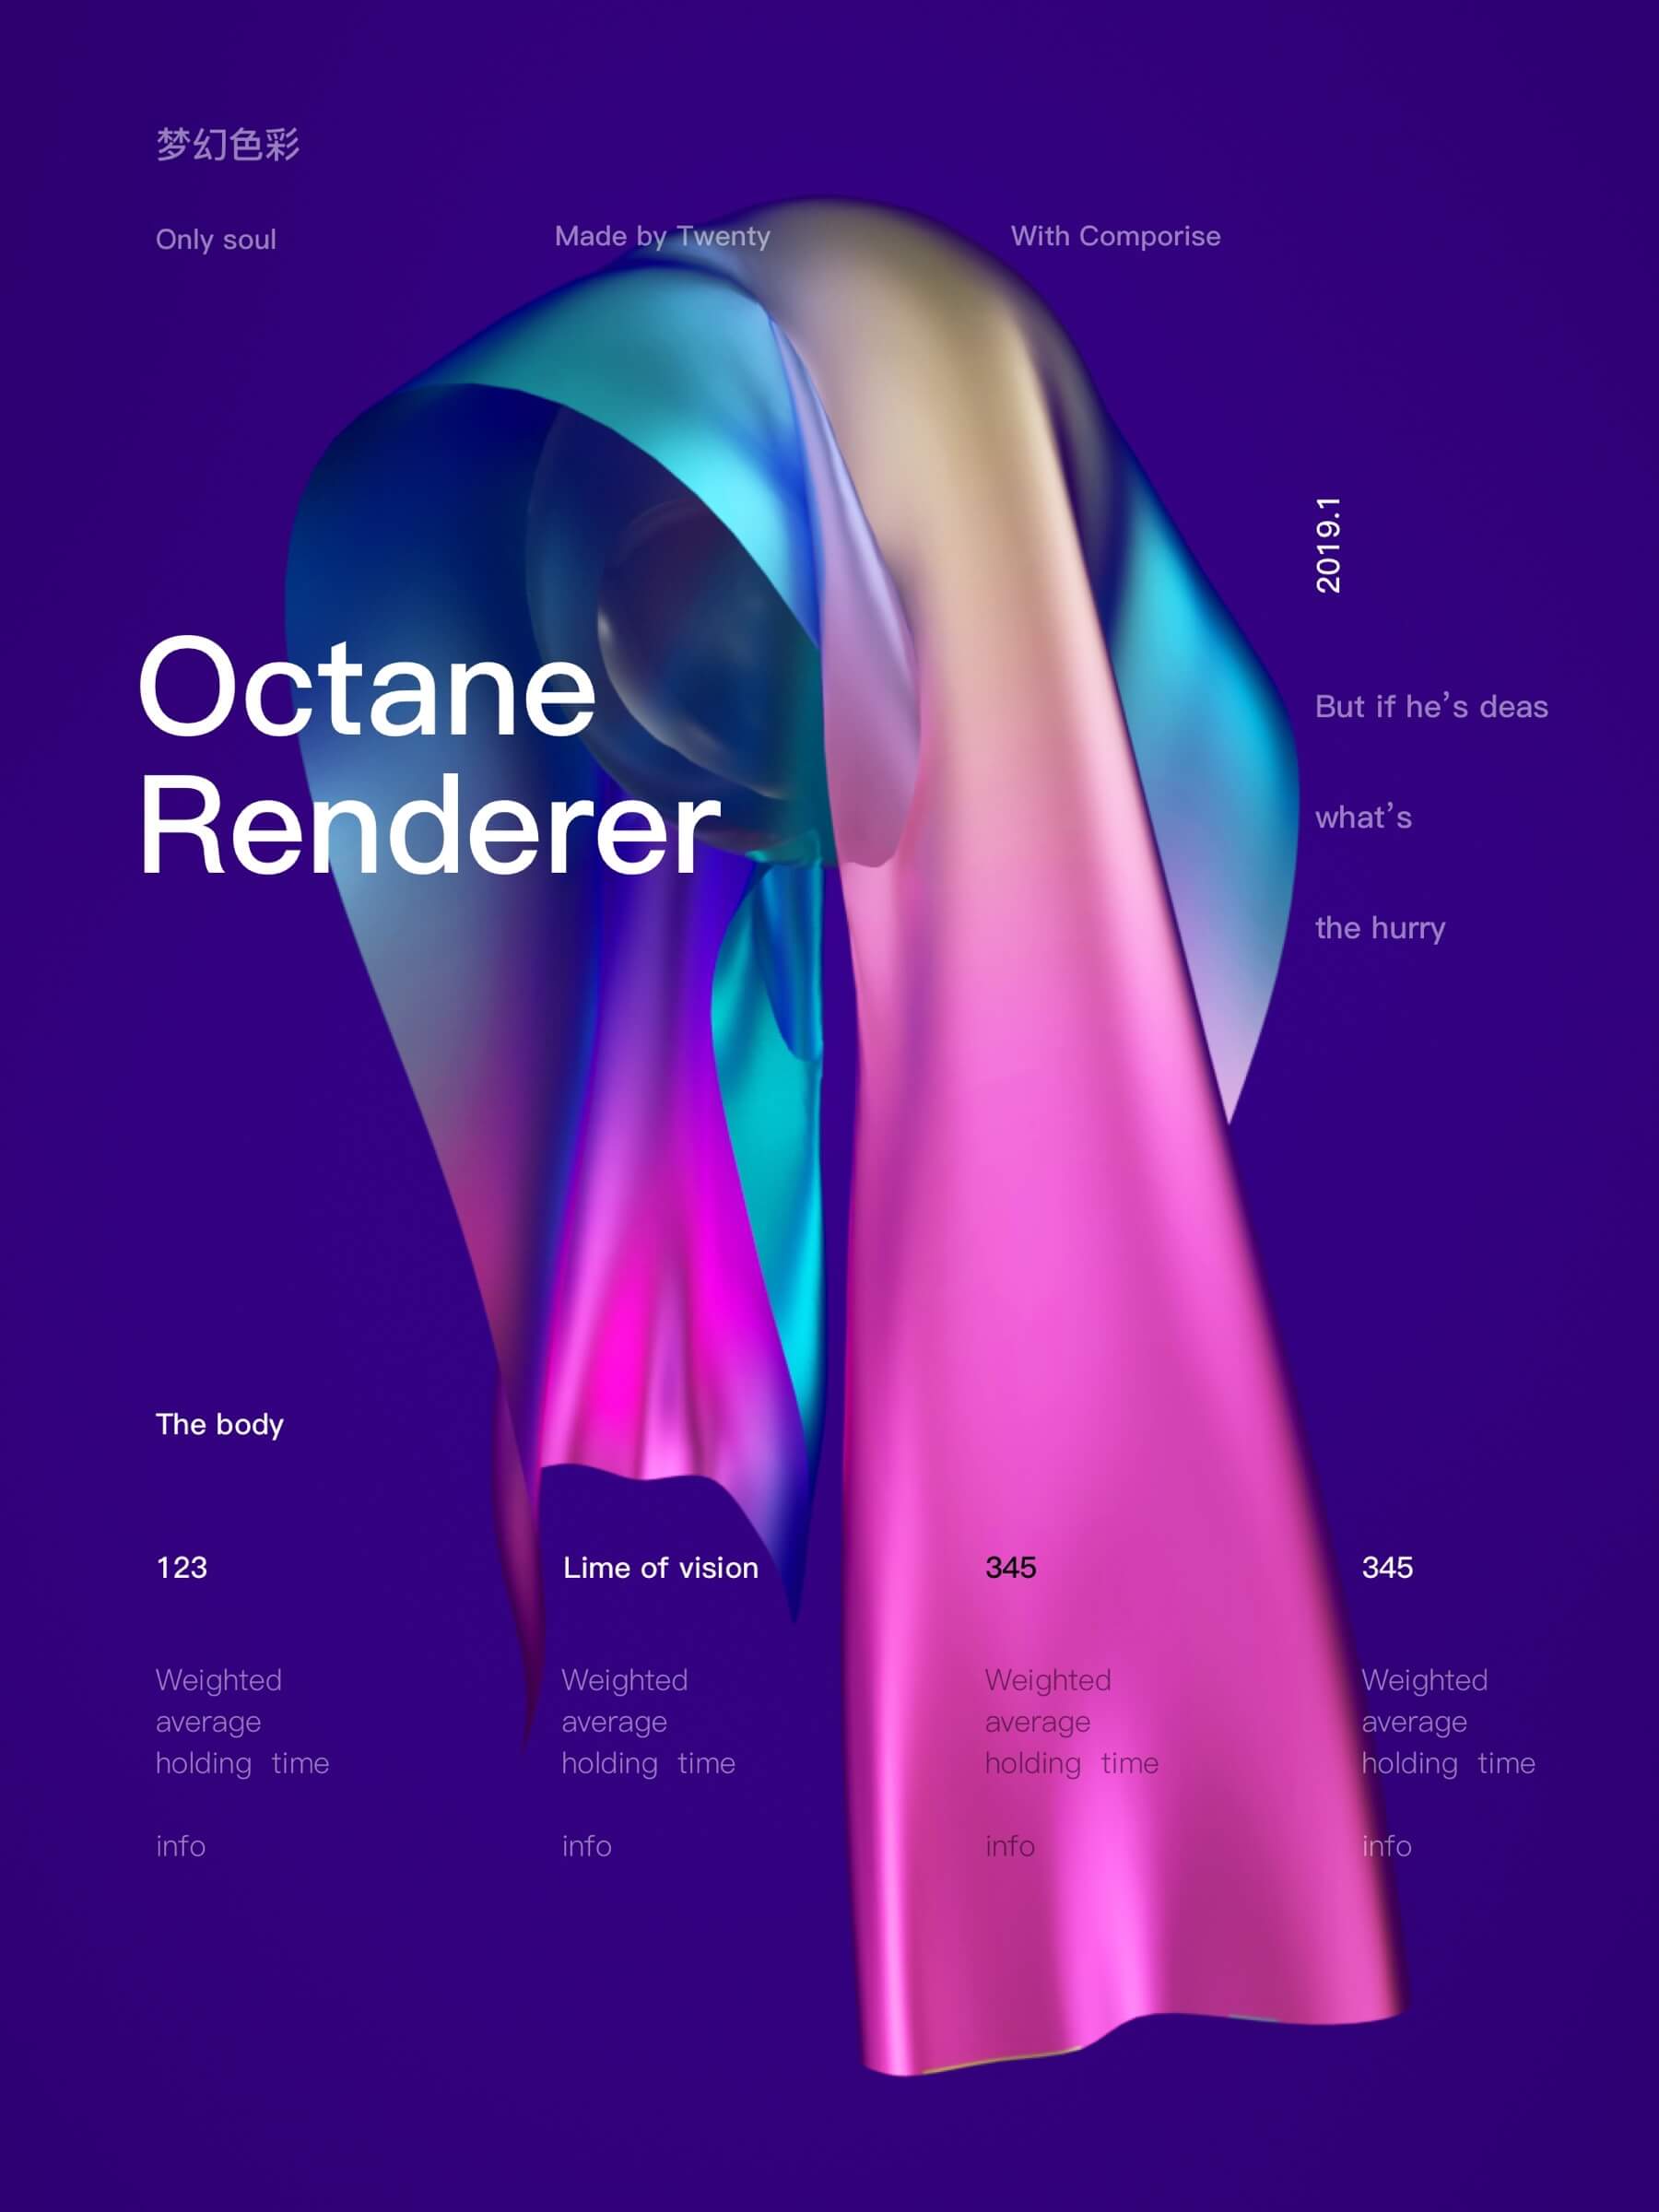 梦幻色彩
Only soul
Made by Twenty
With Comporise
2019.1
Octane
Renderer
But if he’s deas
what’s
the hurry
The body
123
Weighted
average
holding time
info
Lime of vision
Weighted
average
holding time
info
345
Weighted
average
holding time
info
345
Weighted
average
holding time
info